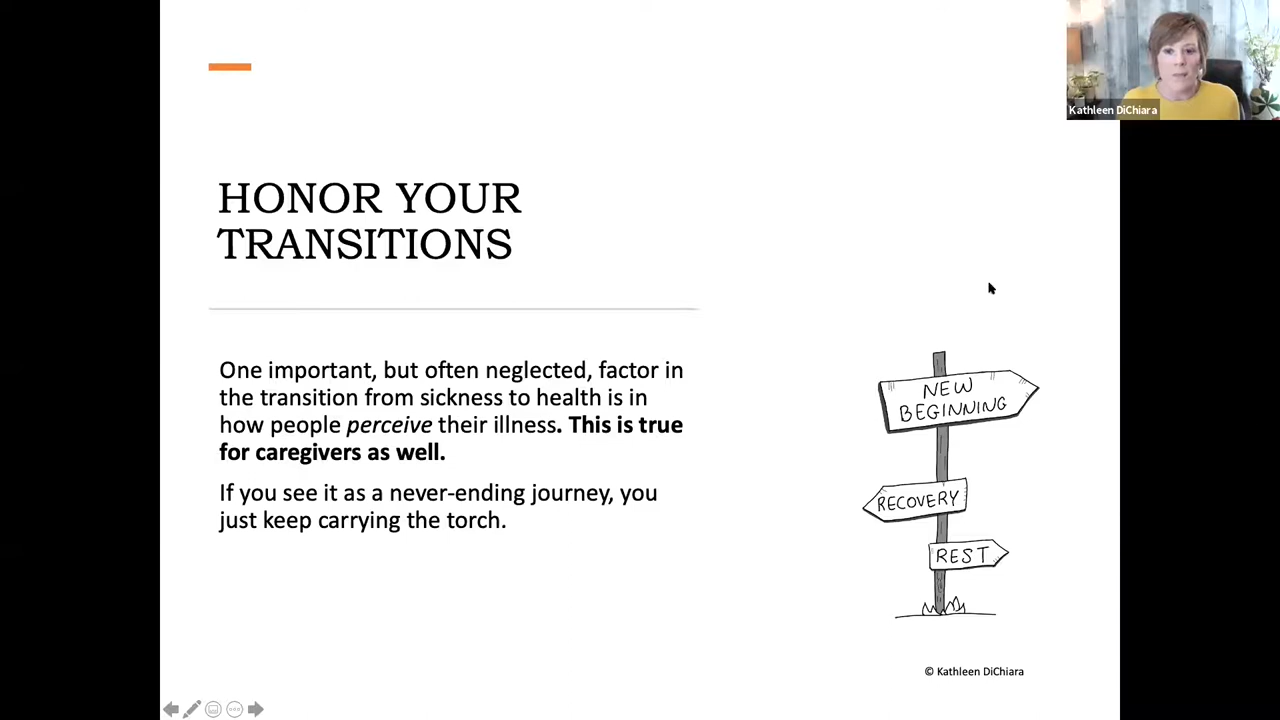 Kathleen DiChiara
HONOR YOUR
TRANSITIONS
One important, but often neglected, factor in
the transition from sickness to health is in
how people perceive their illness. This is true
for caregivers as well.
If you see it as a never-ending journey, you
just keep carrying the torch.
NEW
BEGINNING
RECOVERY
REST
© Kathleen DiChiara